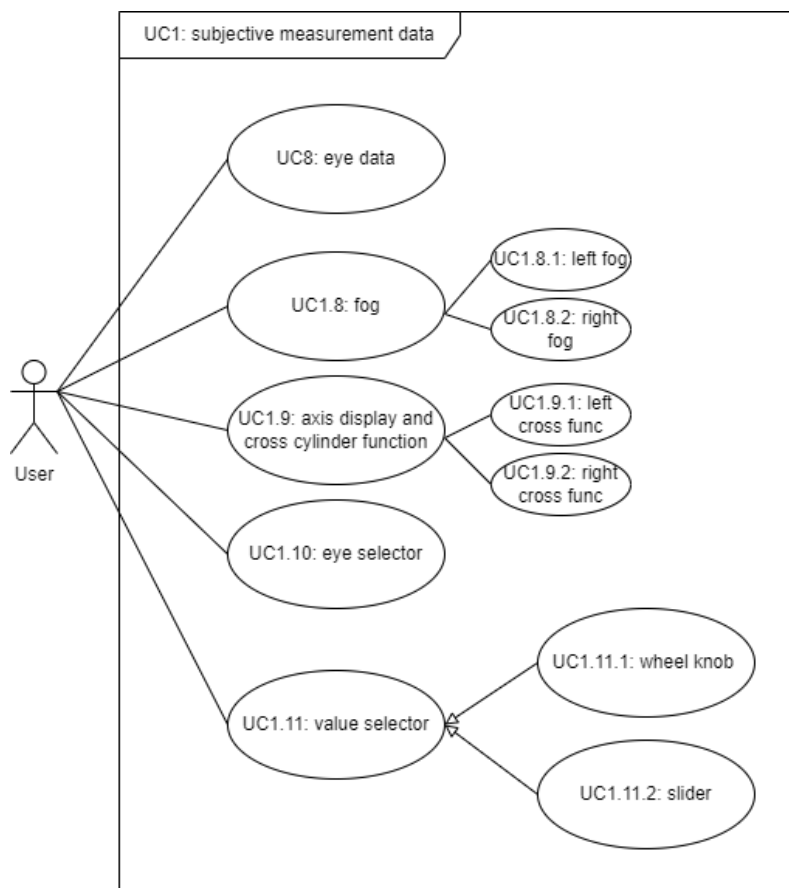 UC1: subjective measurement data
UC8: eye data
UC1.8: fog
UC1.8.1: left fog
UC1.8.2: right
fog
User
UC1.9: axis display and
cross cylinder function
UC1.9.1: left
cross func
UC1.9.2: right
cross func
UC1.10: eye selector
UC1.11: value selector
UC1.11.1: wheel knob
UC1.11.2: slider